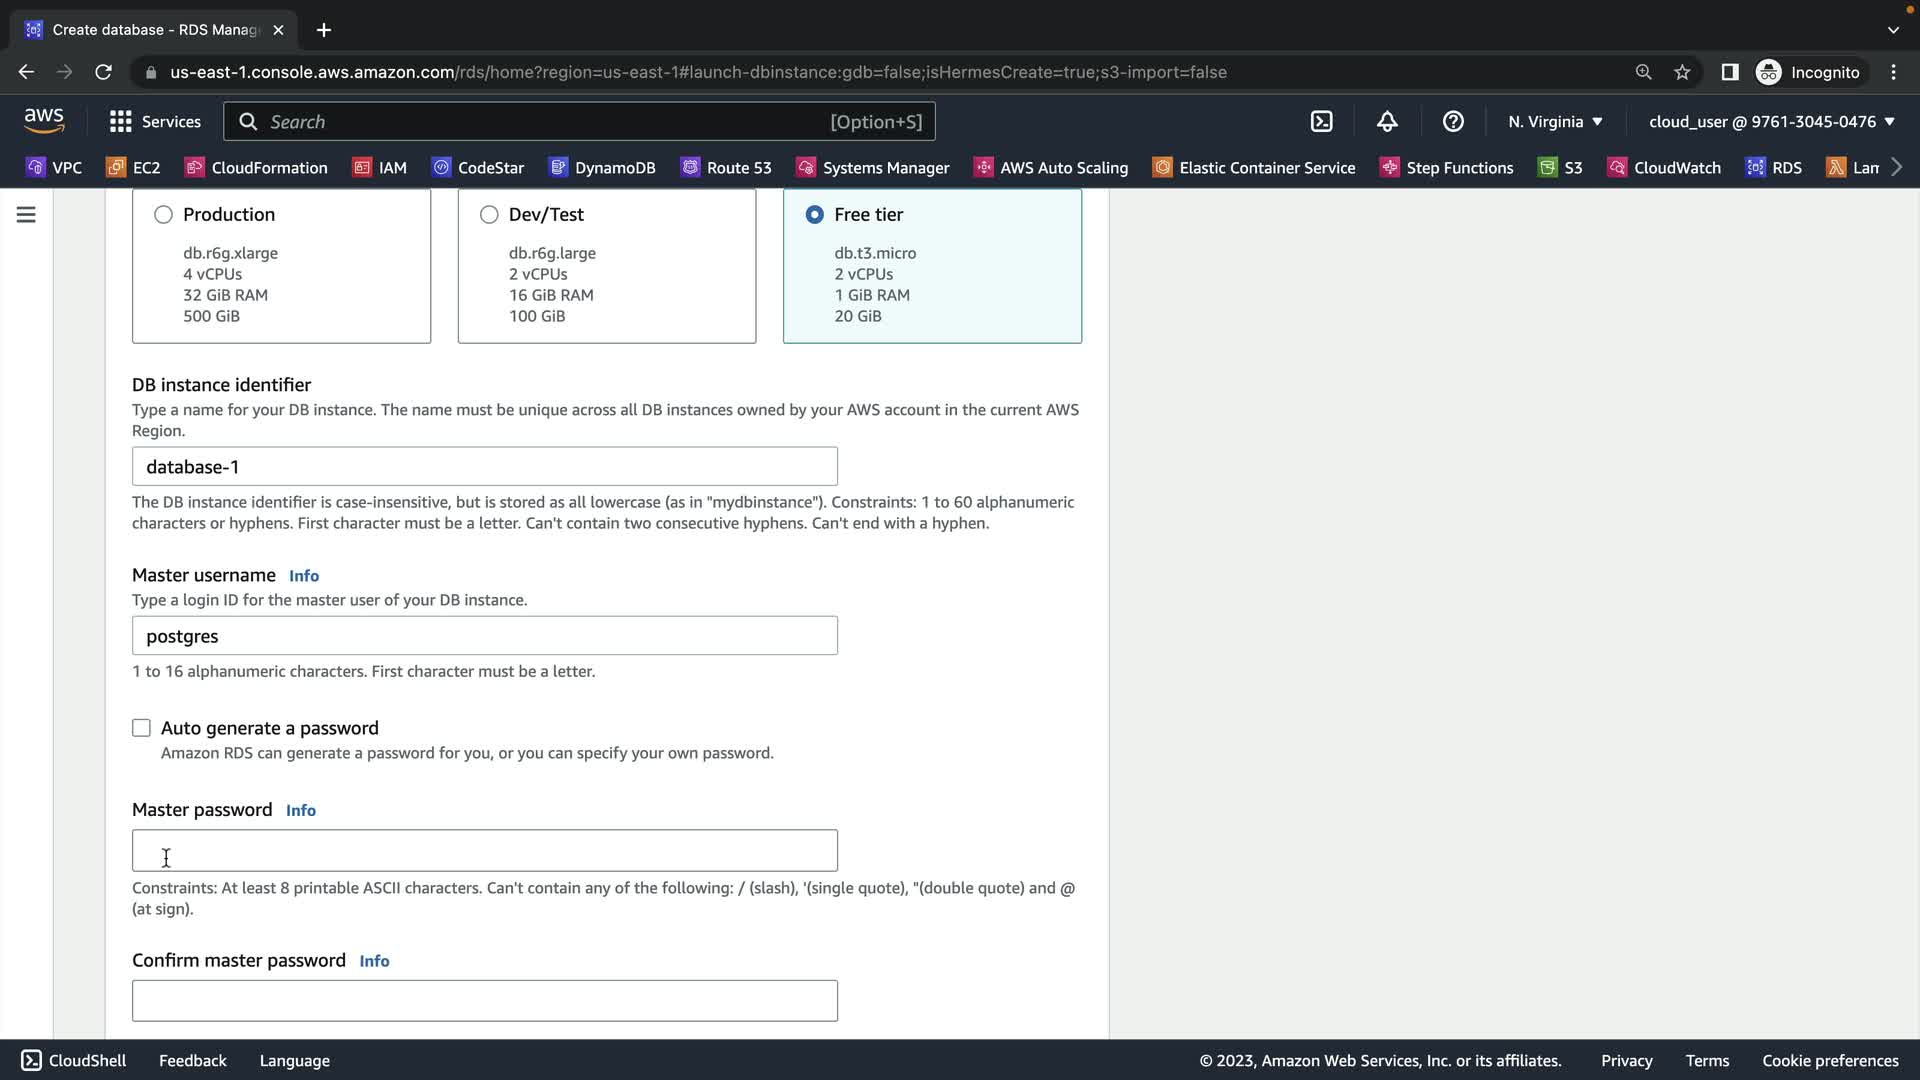 Create database - RDS Manag
us-east-1.console.aws.amazon.com/rds/home?region=us-east-1#launch-dbinstance:gdb=false;isHermesCreate=true;s3-import=false
Incognito
aws
Services
Search
[Option+S]
N. Virginia
cloud_user @ 9761-3045-0476
VPC
EC2
CloudFormation
IAM
CodeStar
DynamoDB
Route 53
Systems Manager
AWS Auto Scaling
Elastic Container Service
Step Functions
S3
CloudWatch
RDS
Lam
Production
db.r6g.xlarge
4 vCPUs
32 GiB RAM
500 GiB
Dev/Test
db.r6g.large
2 vCPUs
16 GiB RAM
100 GiB
Free tier
db.t3.micro
2 vCPUs
1 GiB RAM
20 GiB
DB instance identifier
Type a name for your DB instance. The name must be unique across all DB instances owned by your AWS account in the current AWS
Region.
database-1
The DB instance identifier is case-insensitive, but is stored as all lowercase (as in "mydbinstance"). Constraints: 1 to 60 alphanumeric
characters or hyphens. First character must be a letter. Can't contain two consecutive hyphens. Can't end with a hyphen.
Master username Info
Type a login ID for the master user of your DB instance.
postgres
1 to 16 alphanumeric characters. First character must be a letter.
Auto generate a password
Amazon RDS can generate a password for you, or you can specify your own password.
Master password Info
Constraints: At least 8 printable ASCII characters. Can't contain any of the following: / (slash), '(single quote), "(double quote) and @
(at sign).
Confirm master password Info
CloudShell
Feedback
Language
© 2023, Amazon Web Services, Inc. or its affiliates.
Privacy
Terms
Cookie preferences